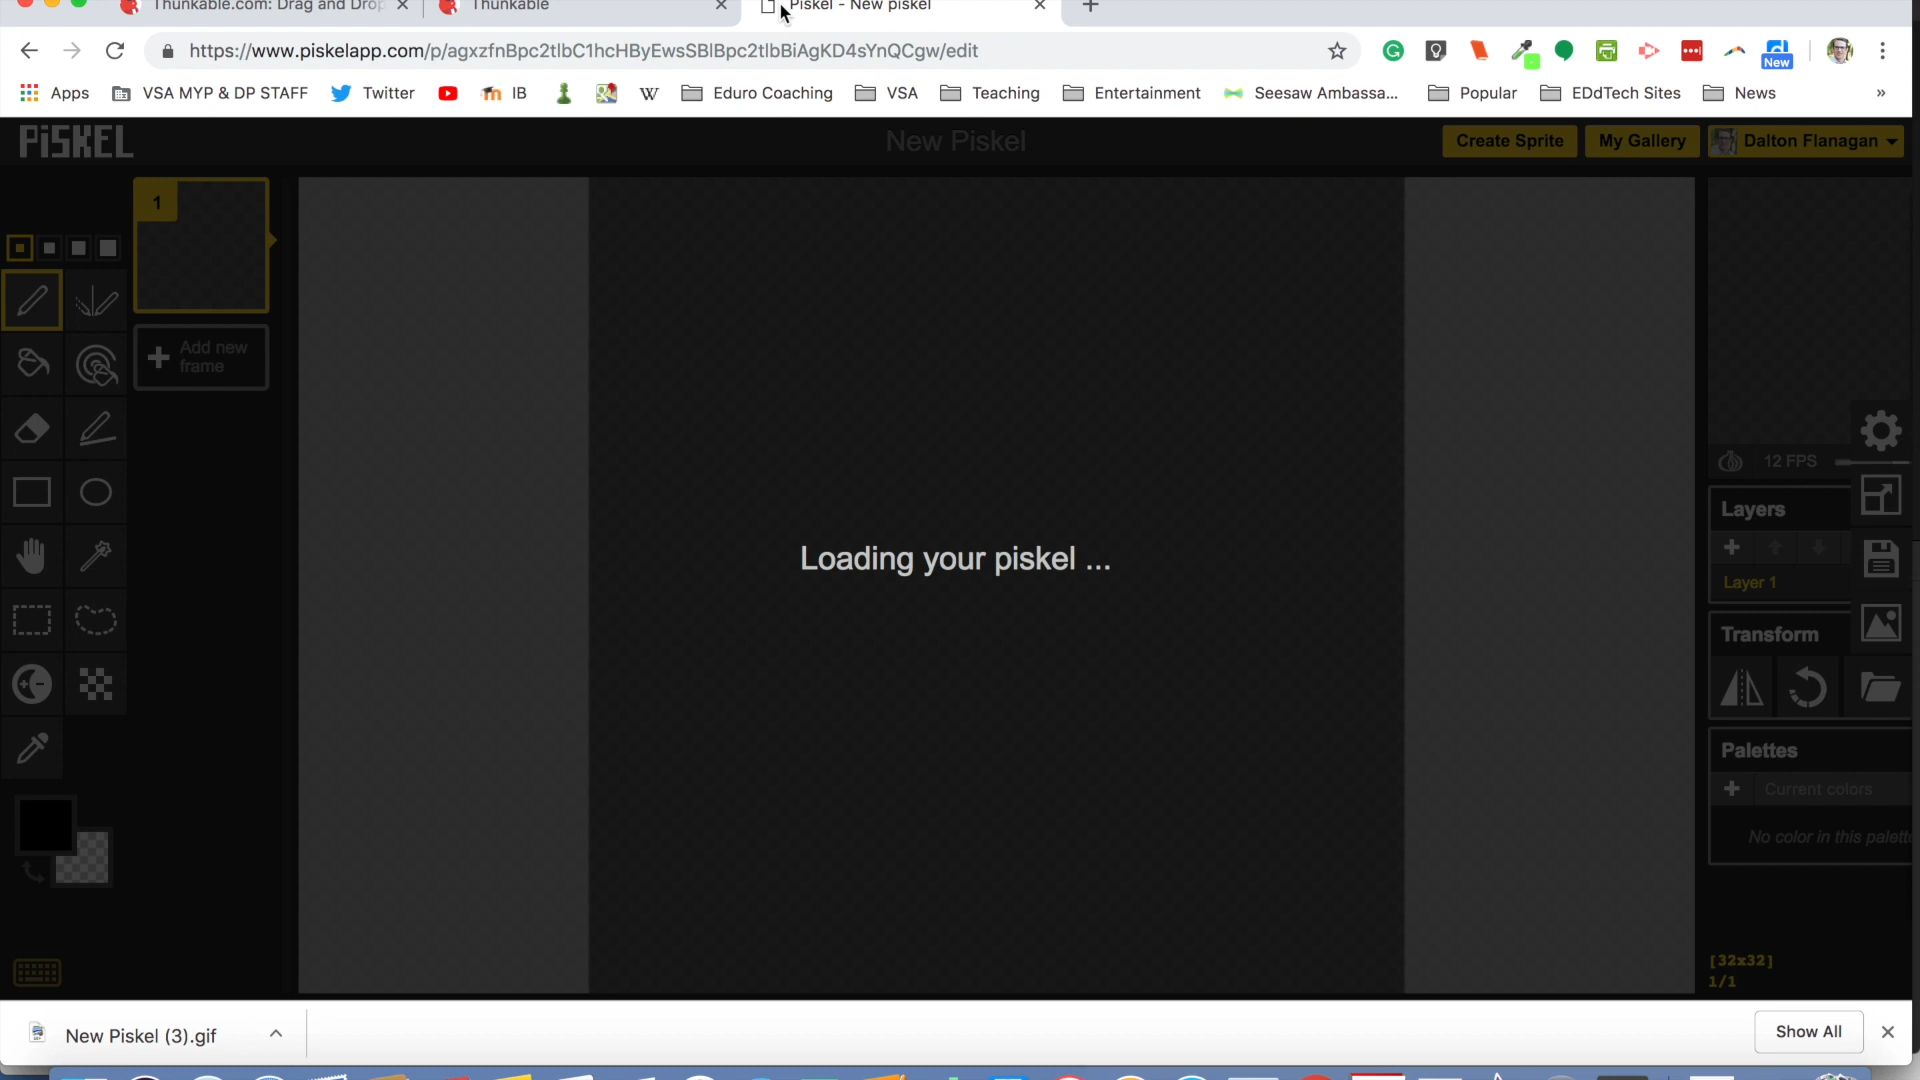 Thunkable.com: Drag and Drop
Thunkable
Piskel - New piskel
https://www.piskelapp.com/p/agxzfnBpc2tlbC1hcHByEwsSBlBpc2tlbBiAgKD4sYnQCgw/edit
New
Apps
VSA MYP & DP STAFF
Twitter
IB
W
Eduro Coaching
VSA
Teaching
Entertainment
Seesaw Ambassa...
Popular
EDdTech Sites
News
»
PiSKEL
New Piskel
Create Sprite
My Gallery
Dalton Flanagan
1
Add new
frame
Loading your piskel ...
12 FPS
Layers
Layer 1
Transform
Palettes
Current colors
No color in this palette
[32x32]
1/1
New Piskel (3).gif
Show All